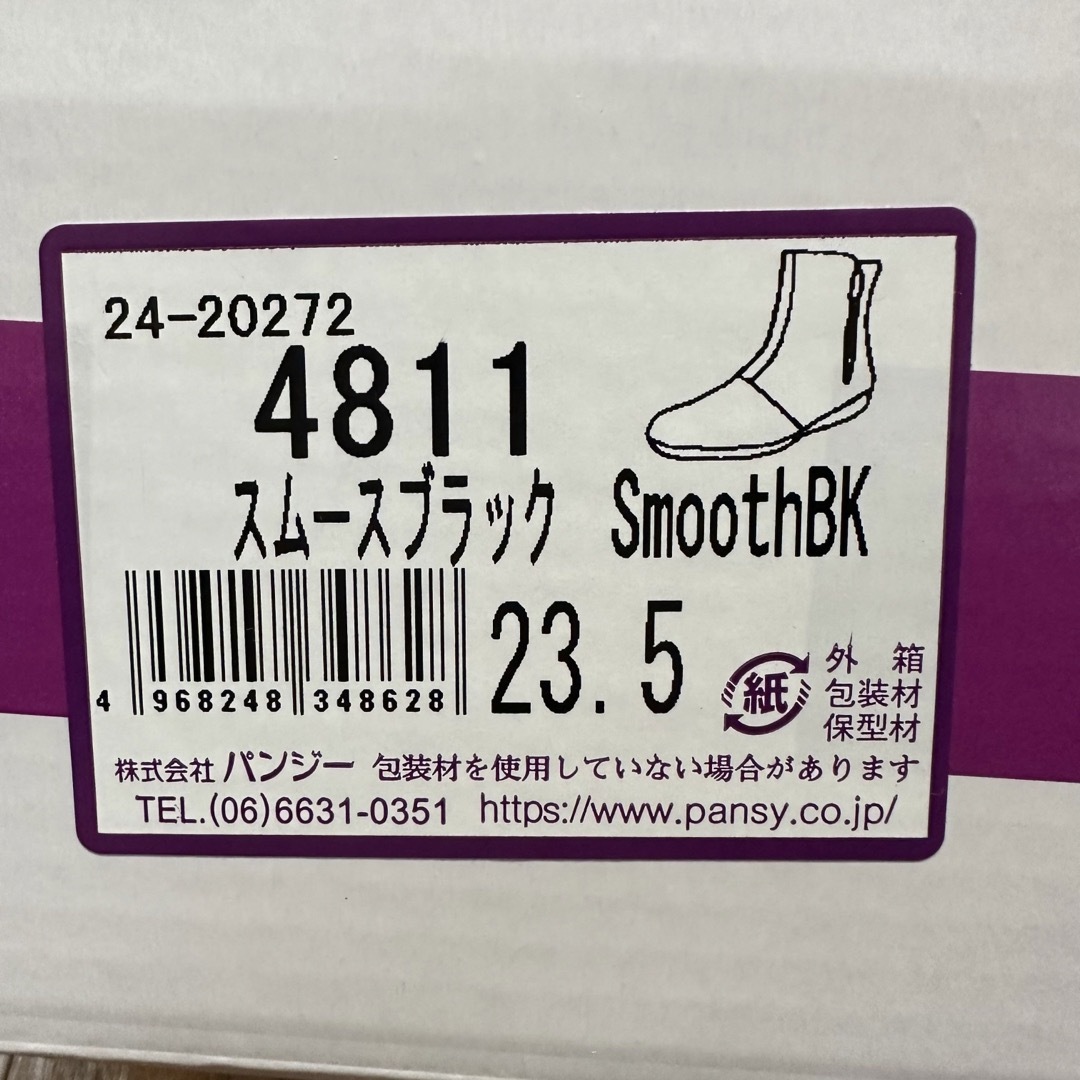 24-20272
4811
スムースブラック SmoothBK
23.5
4 968248 348628
紙
外 箱
包装材
保型材
株式会社 パンジー 包装材を使用していない場合があります
TEL.(06)6631-0351 https://www.pansy.co.jp/